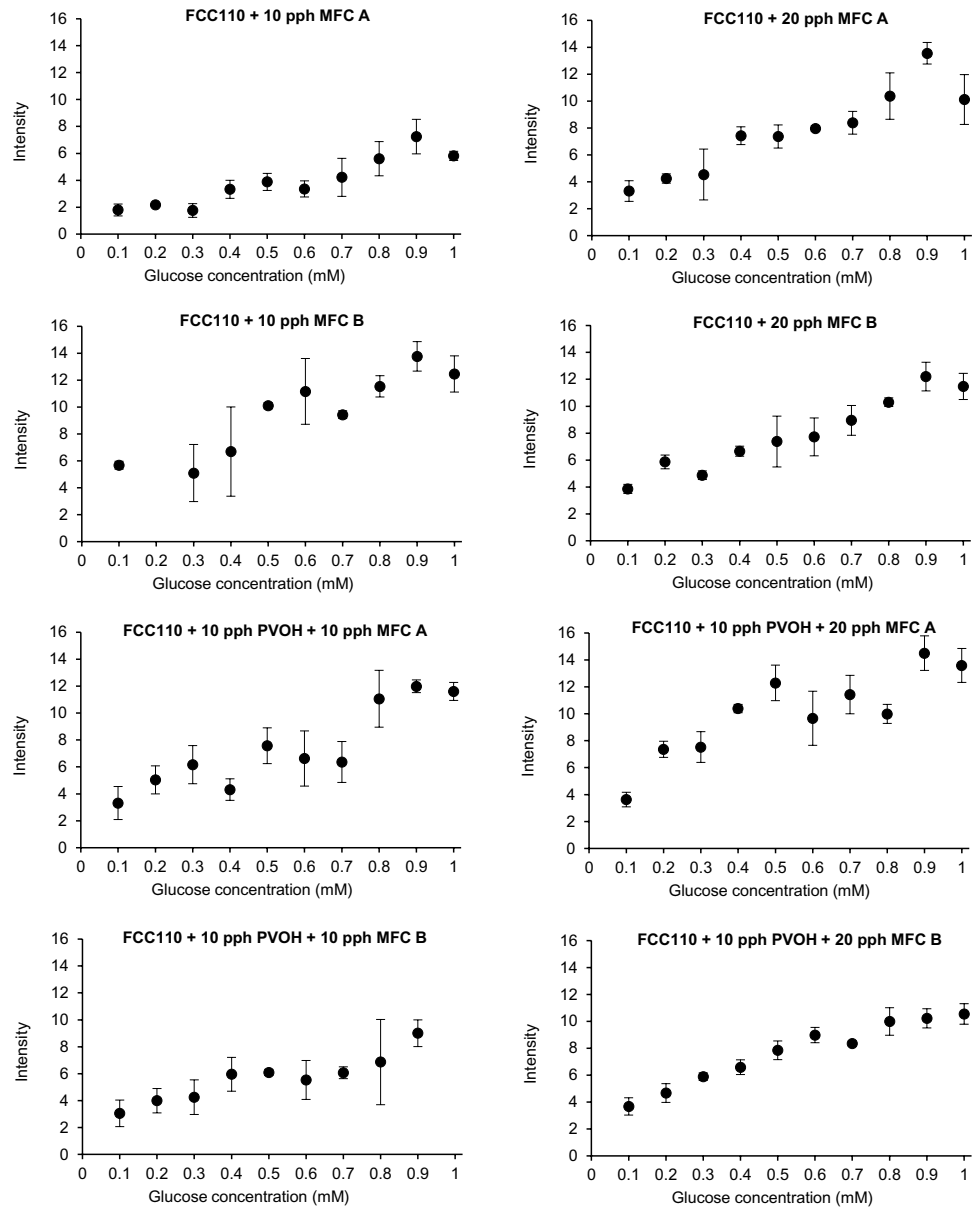 FCC110 + 10 pph MFC A
Intensity
16
14
12
10
8
6
4
2
0
0 0.1 0.2 0.3 0.4 0.5 0.6 0.7 0.8 0.9 1
Glucose concentration (mM)
FCC110 + 20 pph MFC A
Intensity
16
14
12
10
8
6
4
2
0
0 0.1 0.2 0.3 0.4 0.5 0.6 0.7 0.8 0.9 1
Glucose concentration (mM)
FCC110 + 10 pph MFC B
Intensity
16
14
12
10
8
6
4
2
0
0 0.1 0.2 0.3 0.4 0.5 0.6 0.7 0.8 0.9 1
Glucose concentration (mM)
FCC110 + 20 pph MFC B
Intensity
16
14
12
10
8
6
4
2
0
0 0.1 0.2 0.3 0.4 0.5 0.6 0.7 0.8 0.9 1
Glucose concentration (mM)
FCC110 + 10 pph PVOH + 10 pph MFC A
Intensity
16
14
12
10
8
6
4
2
0
0 0.1 0.2 0.3 0.4 0.5 0.6 0.7 0.8 0.9 1
Glucose concentration (mM)
FCC110 + 10 pph PVOH + 20 pph MFC A
Intensity
16
14
12
10
8
6
4
2
0
0 0.1 0.2 0.3 0.4 0.5 0.6 0.7 0.8 0.9 1
Glucose concentration (mM)
FCC110 + 10 pph PVOH + 10 pph MFC B
Intensity
16
14
12
10
8
6
4
2
0
0 0.1 0.2 0.3 0.4 0.5 0.6 0.7 0.8 0.9 1
Glucose concentration (mM)
FCC110 + 10 pph PVOH + 20 pph MFC B
Intensity
16
14
12
10
8
6
4
2
0
0 0.1 0.2 0.3 0.4 0.5 0.6 0.7 0.8 0.9 1
Glucose concentration (mM)